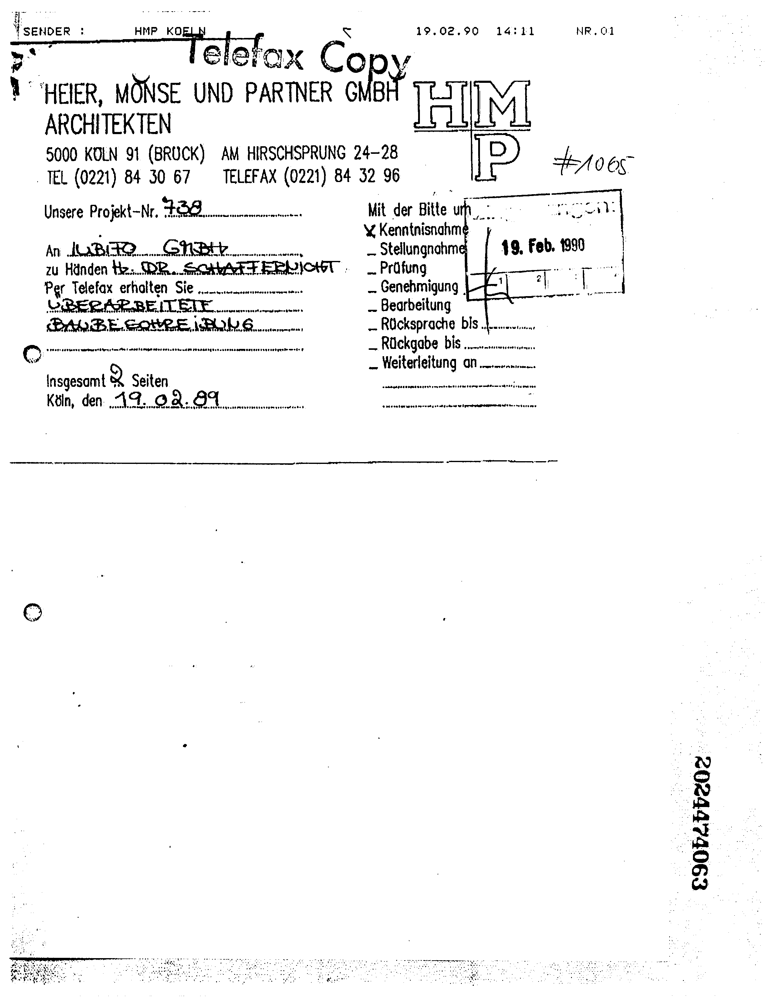 SENDER : HMP KOELN 19.02.90 14:11 NR.01
Telefax Copy
HEIER, MONSE UND PARTNER GMBH
ARCHITEKTEN
HMP
5000 KÖLN 91 (BRÜCK) AM HIRSCHSPRUNG 24-28
TEL (0221) 84 30 67 TELEFAX (0221) 84 32 96
#1065
Unsere Projekt-Nr. 738
An INBIFO GMBH
zu Händen Hr. DR. SCHAFFERNICHT
Per Telefax erhalten Sie
ÜBERARBEITETE
BAUBESCHREIBUNG
Insgesamt 2 Seiten
Köln, den 19.02.89
Mit der Bitte um
X Kenntnisnahme
_ Stellungnahme
_ Prüfung
_ Genehmigung
_ Bearbeitung
_ Rücksprache bis
_ Rückgabe bis
_ Weiterleitung an
19. Feb. 1990
1 2
2024474063